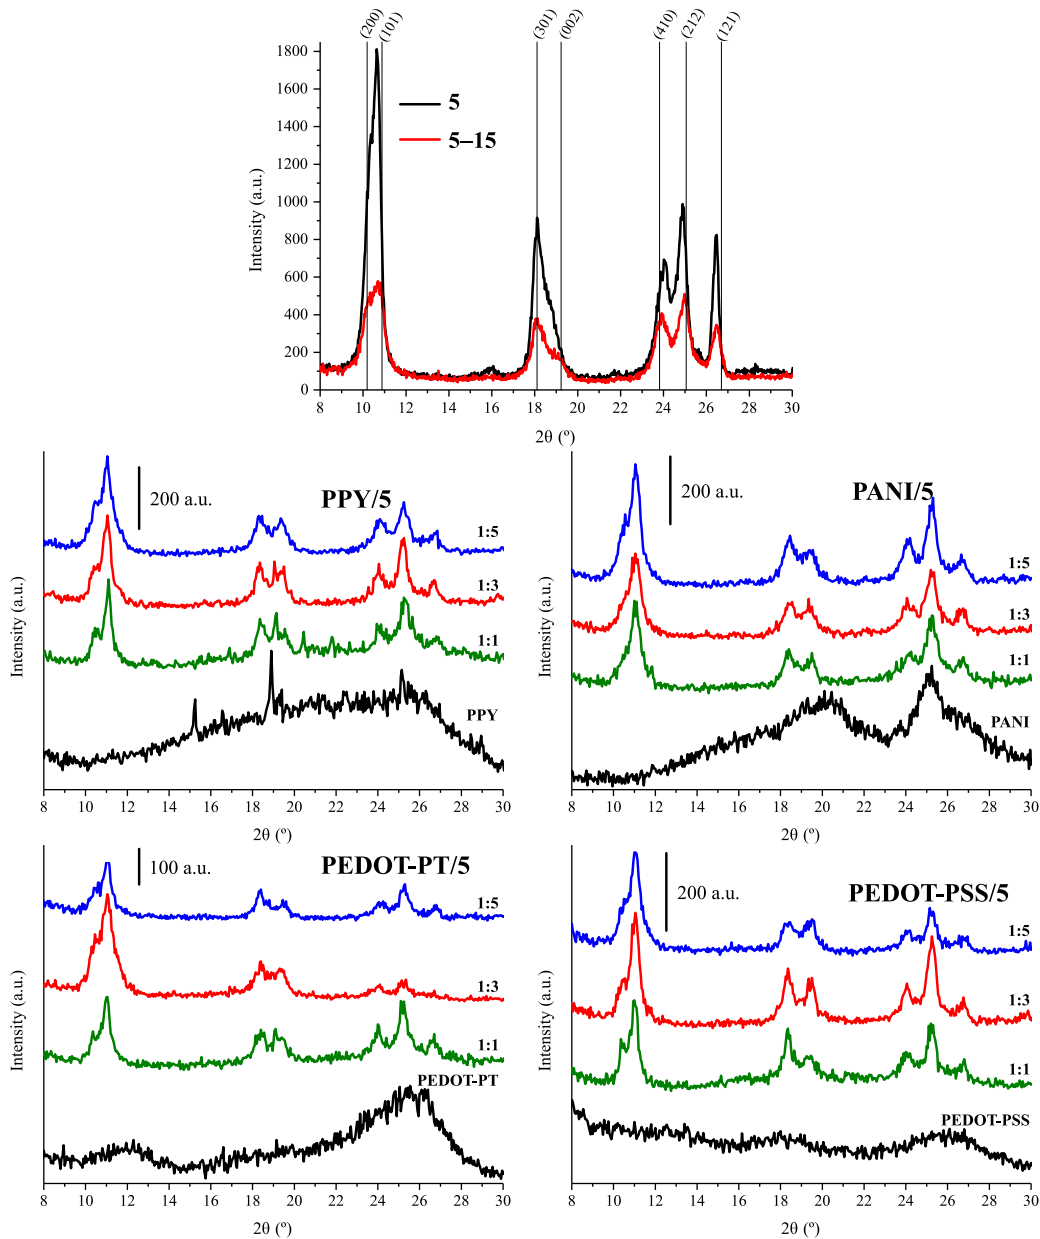 (200)
(101)
(301)
(002)
(410)
(212)
(121)
1800
1600
1400
1200
1000
800
600
400
200
0
Intensity (a.u.)
5
5–15
8 10 12 14 16 18 20 22 24 26 28 30
2θ (º)
200 a.u.
PPY/5
1:5
1:3
1:1
PPY
Intensity (a.u.)
8 10 12 14 16 18 20 22 24 26 28 30
2θ (º)
200 a.u.
PANI/5
1:5
1:3
1:1
PANI
Intensity (a.u.)
8 10 12 14 16 18 20 22 24 26 28 30
2θ (º)
100 a.u.
PEDOT-PT/5
1:5
1:3
1:1
PEDOT-PT
Intensity (a.u.)
8 10 12 14 16 18 20 22 24 26 28 30
2θ (º)
200 a.u.
PEDOT-PSS/5
1:5
1:3
1:1
PEDOT-PSS
Intensity (a.u.)
8 10 12 14 16 18 20 22 24 26 28 30
2θ (º)